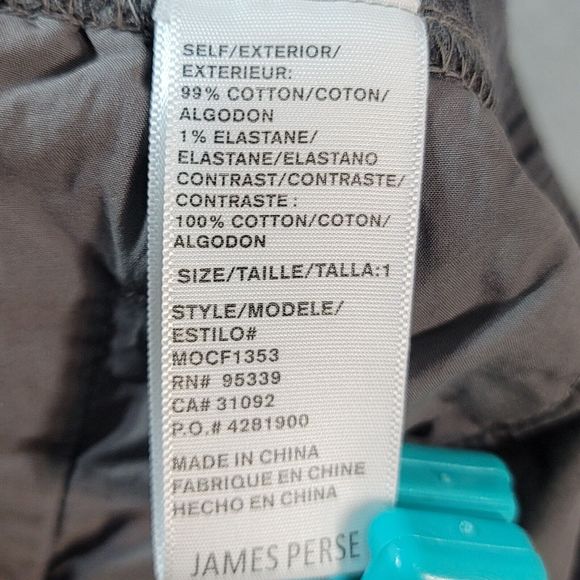 SELF/EXTERIOR/
EXTERIEUR:
99% COTTON/COTON/
ALGODON
1% ELASTANE/
ELASTANE/ELASTANO
CONTRAST/CONTRASTE/
CONTRASTE :
100% COTTON/COTON/
ALGODON
SIZE/TAILLE/TALLA:1
STYLE/MODELE/
ESTILO#
MOCF1353
RN# 95339
CA# 31092
P.O.# 4281900
MADE IN CHINA
FABRIQUE EN CHINE
HECHO EN CHINA
JAMES PERSE